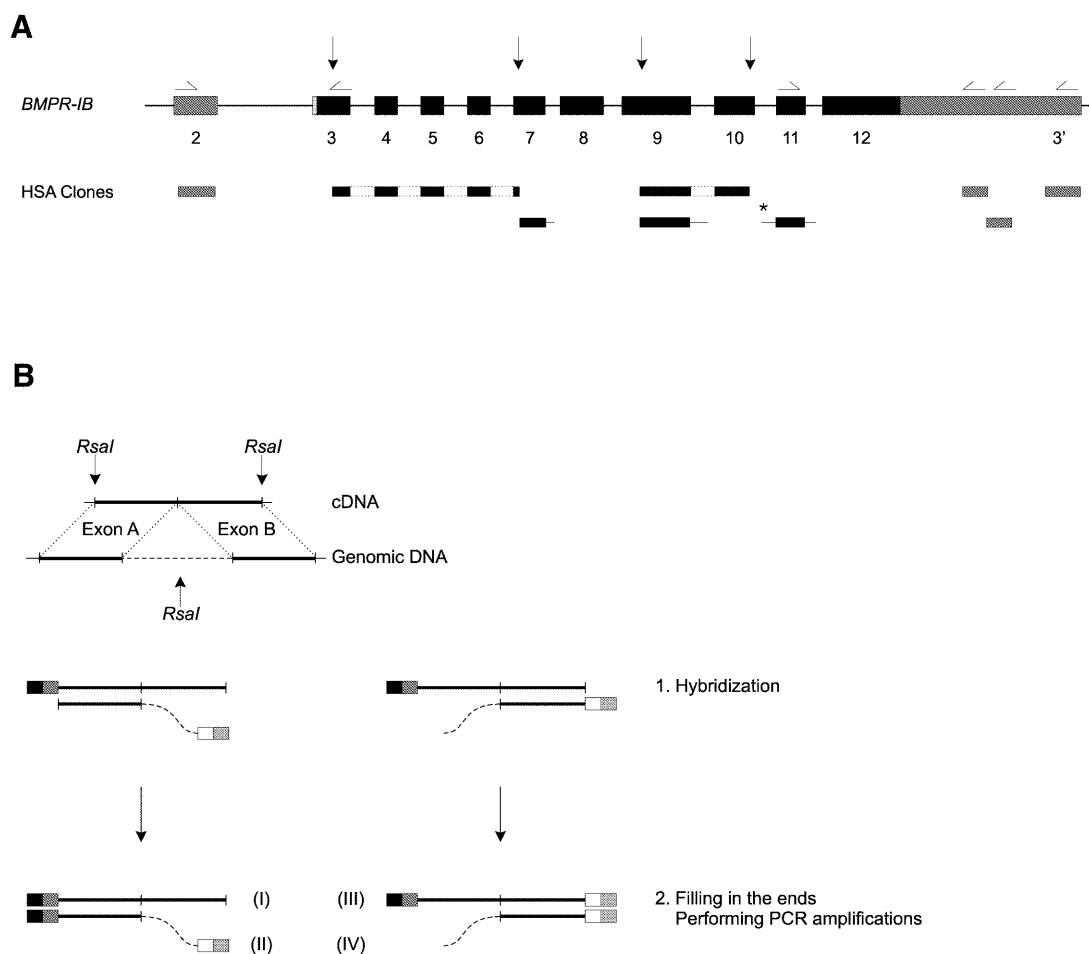 A
BMPR-IB
2 3 4 5 6 7 8 9 10 11 12 3'
HSA Clones
*
B
RsaI RsaI
cDNA
Exon A Exon B
Genomic DNA
RsaI
1. Hybridization
(I) (III) 2. Filling in the ends
Performing PCR amplifications
(II) (IV)